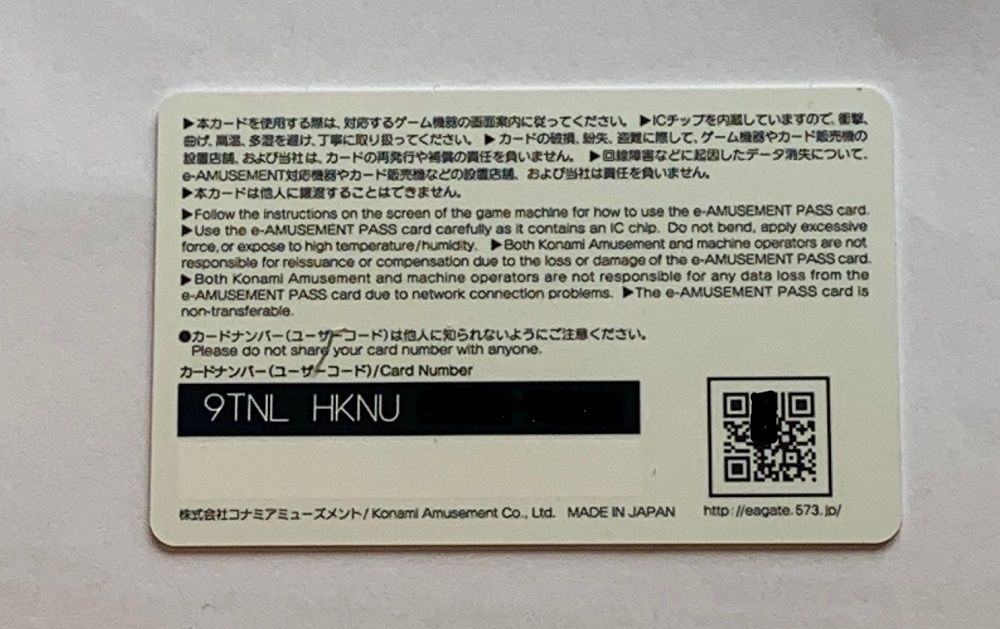 ▶本カードを使用する際は、対応するゲーム機器の画面案内に従ってください。 ▶ICチップを内蔵していますので、衝撃、
曲げ、高温、多湿を避け、丁寧に取り扱ってください。 ▶カードの破損、紛失、盗難に際して、ゲーム機器やカード販売機の
設置店舗、および当社は、カードの再発行や補償の責任を負いません。 ▶回線障害などに起因したデータ消失について、
e-AMUSEMENT対応機器やカード販売機などの設置店舗、および当社は責任を負いません。
▶本カードは他人に譲渡することはできません。
▶Follow the instructions on the screen of the game machine for how to use the e-AMUSEMENT PASS card.
▶Use the e-AMUSEMENT PASS card carefully as it contains an IC chip. Do not bend, apply excessive
force, or expose to high temperature/humidity. ▶Both Konami Amusement and machine operators are not
responsible for reissuance or compensation due to the loss or damage of the e-AMUSEMENT PASS card.
▶Both Konami Amusement and machine operators are not responsible for any data loss from the
e-AMUSEMENT PASS card due to network connection problems. ▶The e-AMUSEMENT PASS card is
non-transferable.
●カードナンバー(ユーザーコード)は他人に知られないようにご注意ください。
Please do not share your card number with anyone.
カードナンバー(ユーザーコード)/Card Number
9TNL HKNU
株式会社コナミアミューズメント/Konami Amusement Co., Ltd. MADE IN JAPAN
http://eagate.573.jp/